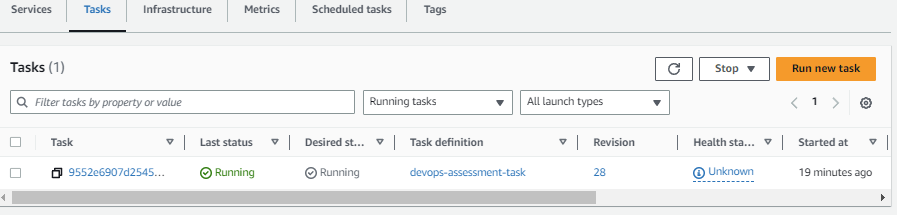 Services Tasks Infrastructure Metrics Scheduled tasks Tags
Tasks (1) Stop Run new task
Filter tasks by property or value Running tasks All launch types 1
Task Last status Desired st... Task definition Revision Health sta... Started at
9552e6907d2545... Running Running devops-assessment-task 28 Unknown 19 minutes ago